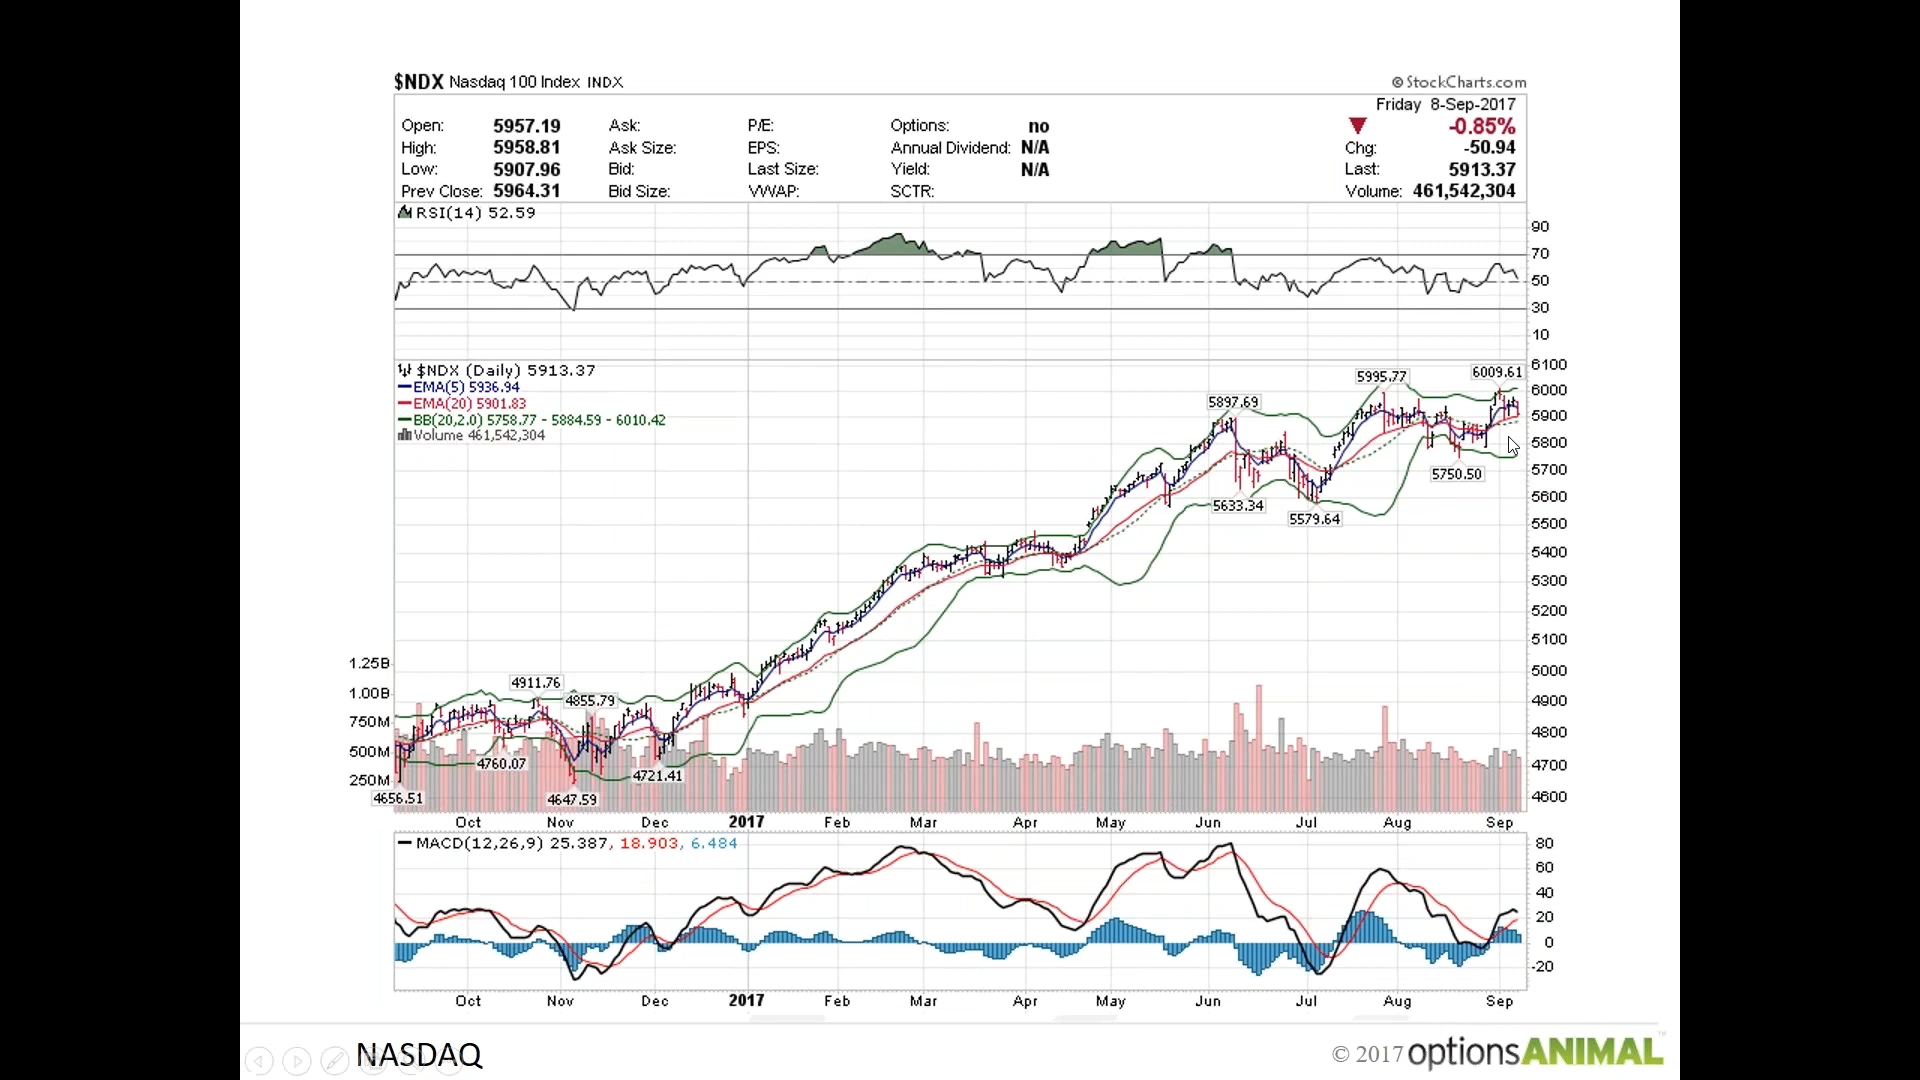 $NDX Nasdaq 100 Index INDX
© StockCharts.com
Friday 8-Sep-2017
Open: 5957.19 Ask: P/E: Options: no ▼ -0.85%
High: 5958.81 Ask Size: EPS: Annual Dividend: N/A Chg: -50.94
Low: 5907.96 Bid: Last Size: Yield: N/A Last: 5913.37
Prev Close: 5964.31 Bid Size: VWAP: SCTR: Volume: 461,542,304
RSI(14) 52.59
90
70
50
30
10
$NDX (Daily) 5913.37
EMA(5) 5936.94
EMA(20) 5901.83
BB(20,2.0) 5758.77 - 5884.59 - 6010.42
Volume 461,542,304
6100
6000
5900
5800
5700
5600
5500
5400
5300
5200
5100
5000
4900
4800
4700
4600
6009.61
5995.77
5897.69
5750.50
5633.34
5579.64
4911.76
4855.79
4760.07
4721.41
4656.51
4647.59
1.25B
1.00B
750M
500M
250M
Oct Nov Dec 2017 Feb Mar Apr May Jun Jul Aug Sep
MACD(12,26,9) 25.387, 18.903, 6.484
80
60
40
20
0
-20
Oct Nov Dec 2017 Feb Mar Apr May Jun Jul Aug Sep
NASDAQ
© 2017 optionsANIMAL™